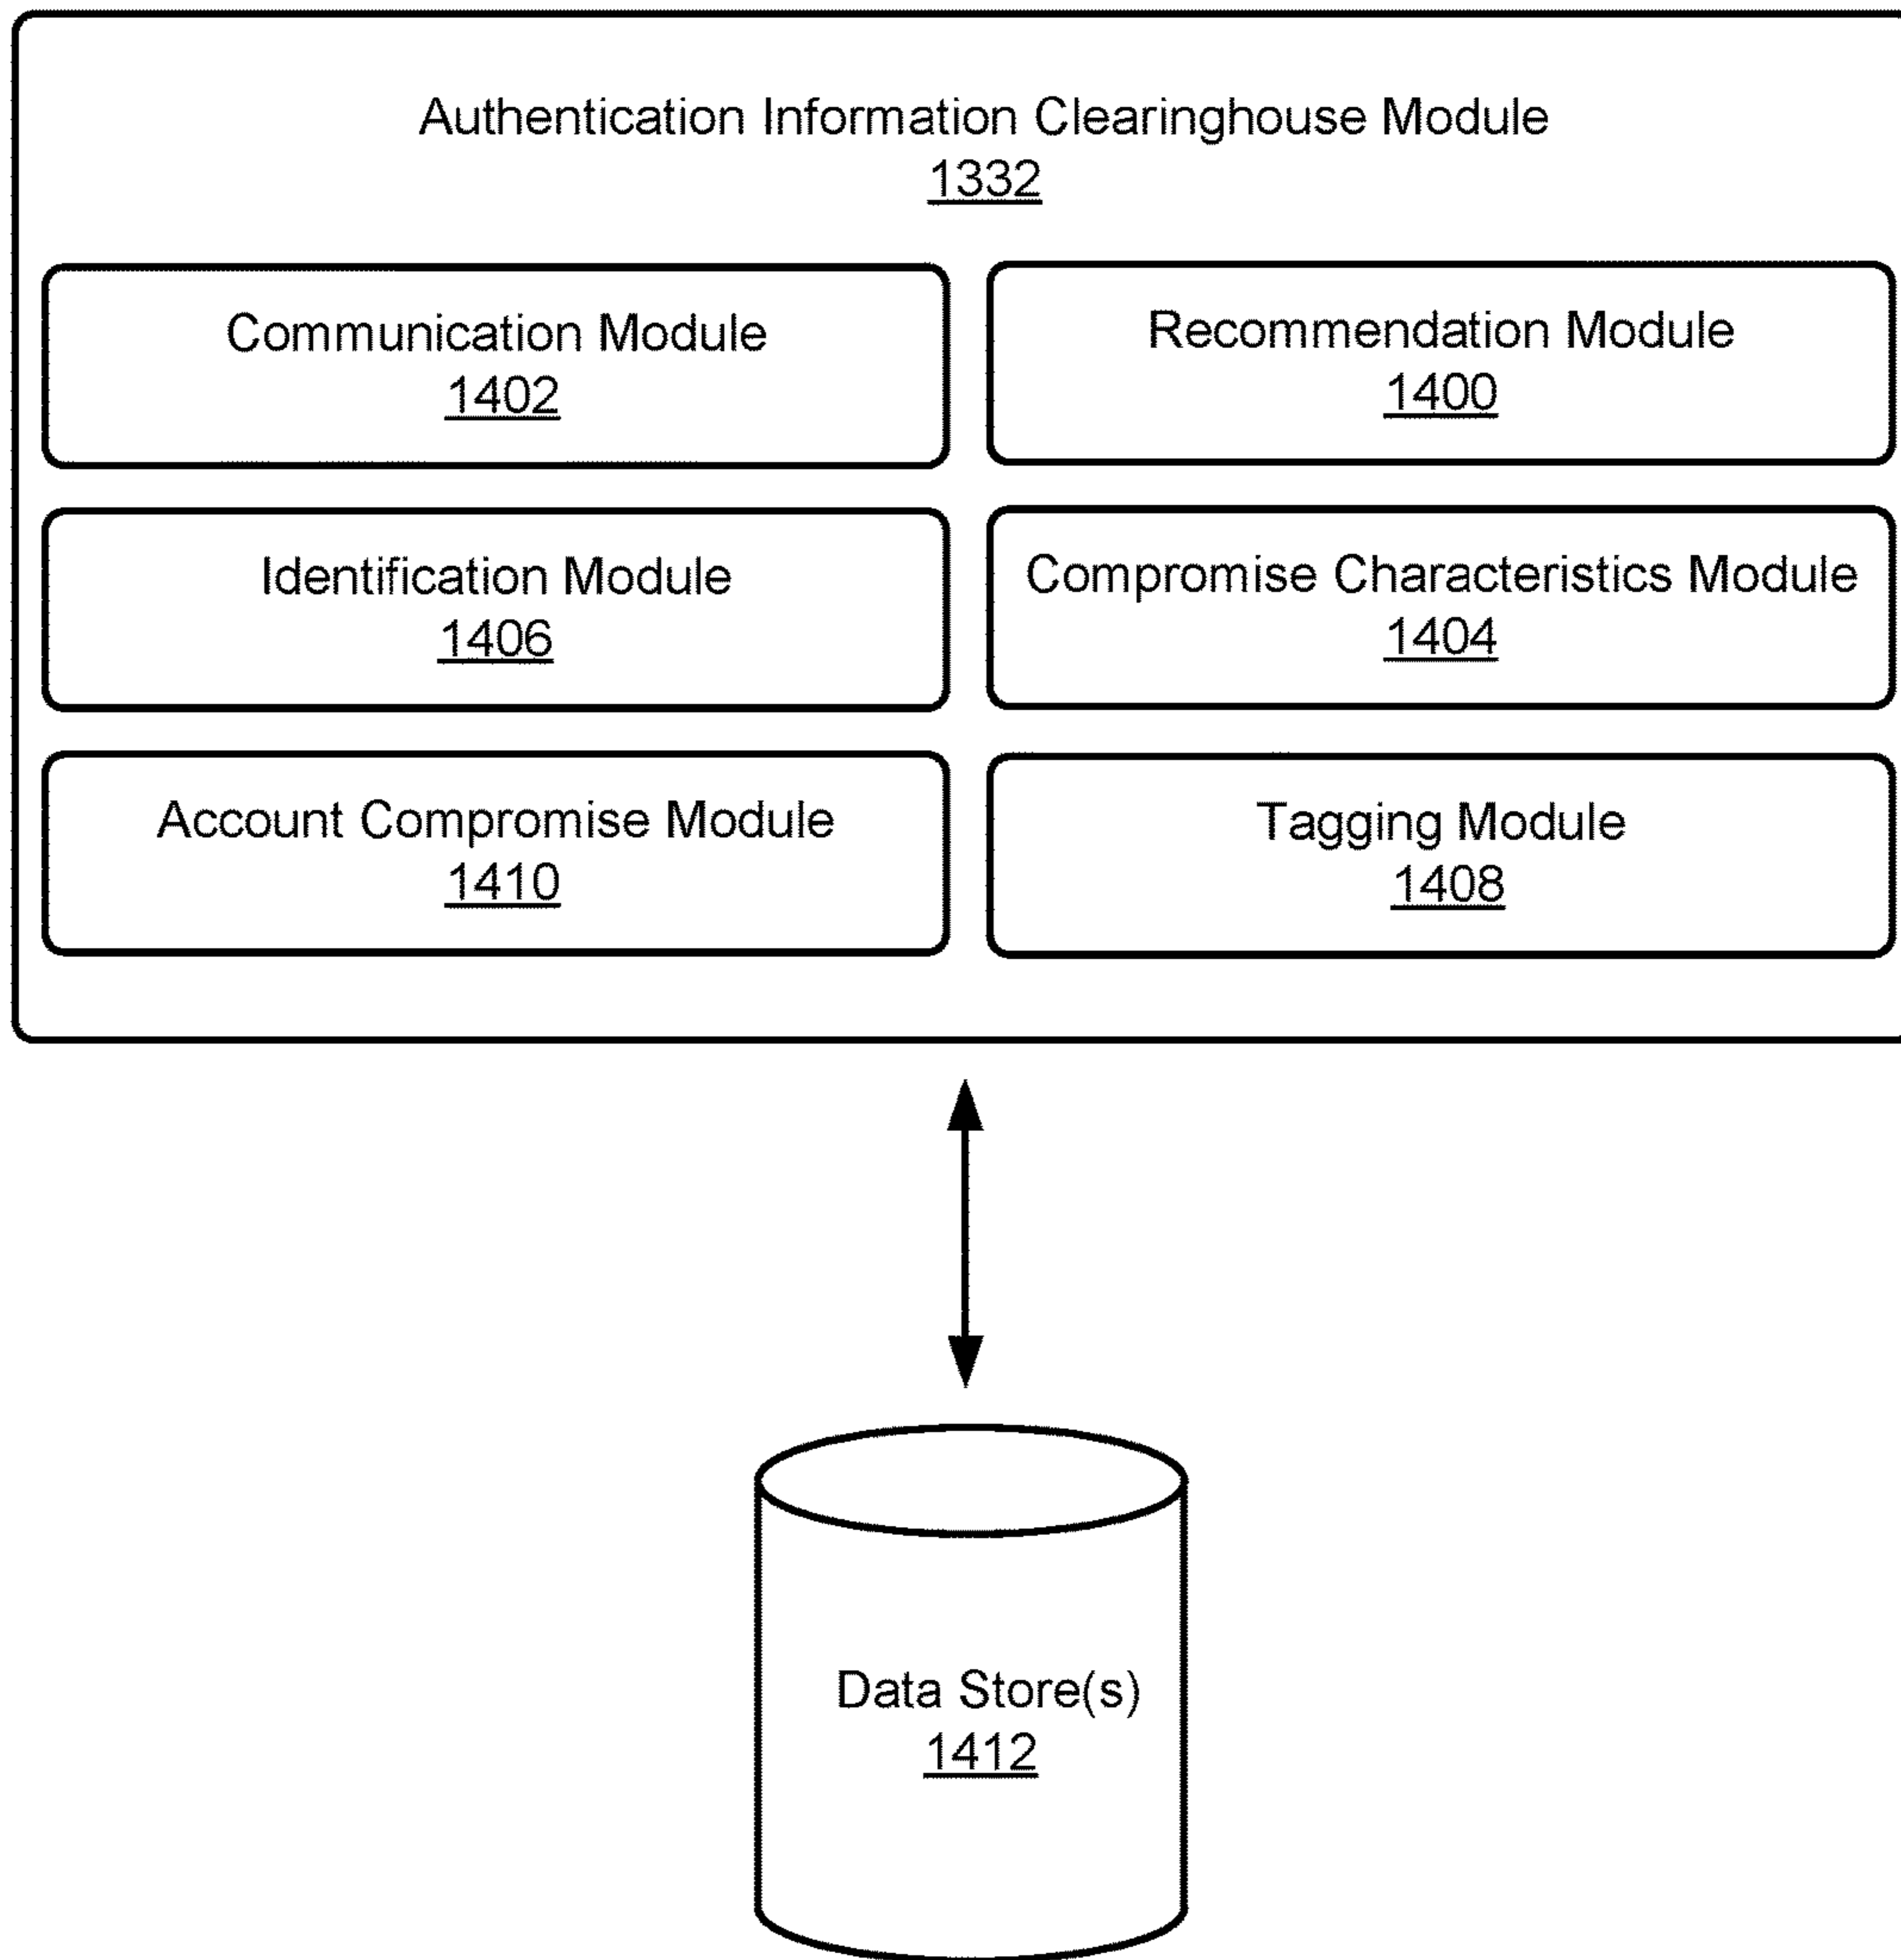 Authentication Information Clearinghouse Module
1332
Communication Module
1402
Recommendation Module
1400
Identification Module
1406
Compromise Characteristics Module
1404
Account Compromise Module
1410
Tagging Module
1408
Data Store(s)
1412